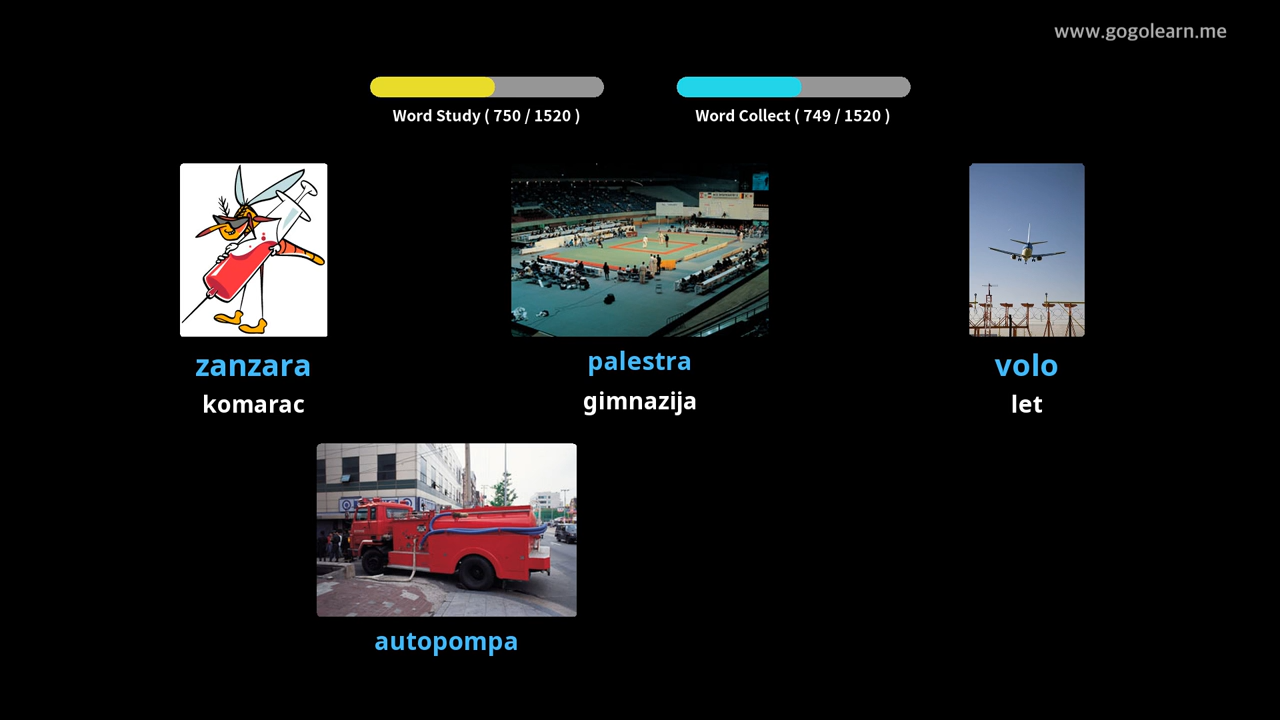 www.gogolearn.me
Word Study ( 750 / 1520 )
Word Collect ( 749 / 1520 )
zanzara
komarac
palestra
gimnazija
volo
let
autopompa